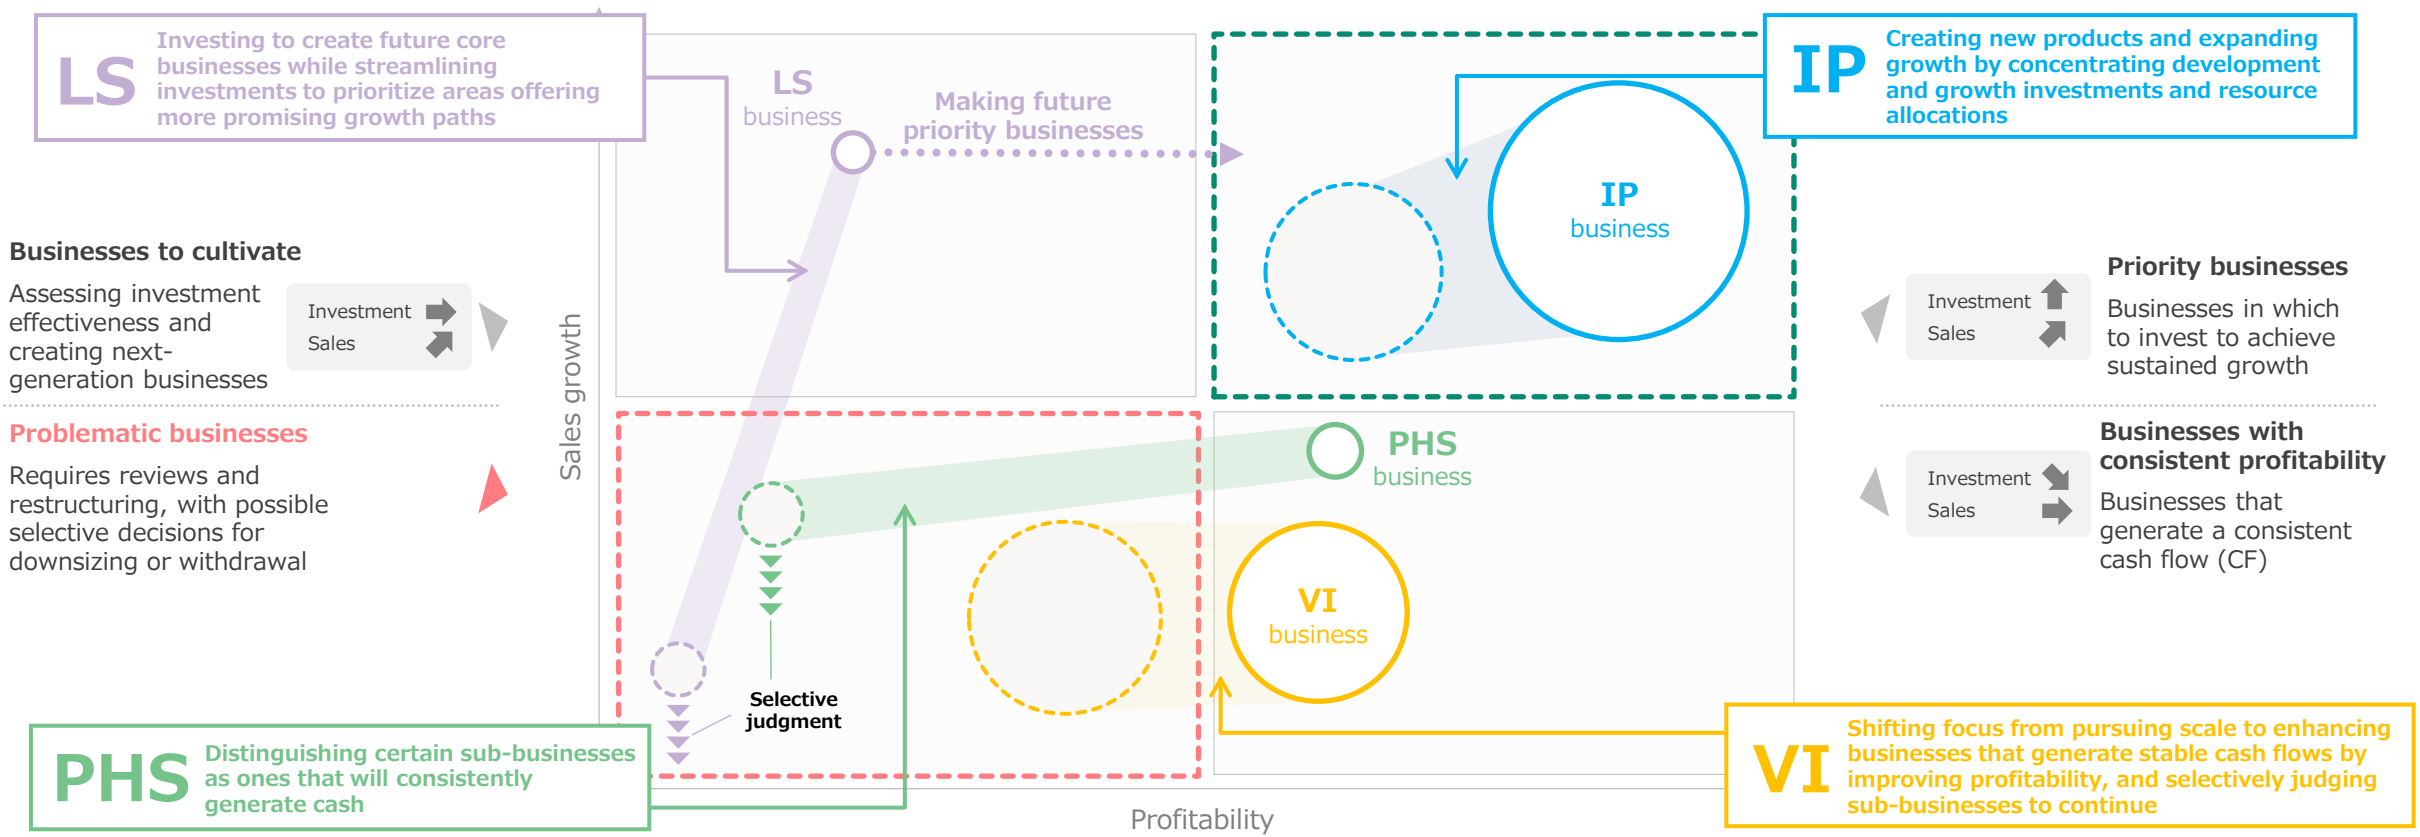 LS
Investing to create future core
businesses while streamlining
investments to prioritize areas offering
more promising growth paths
IP
Creating new products and expanding
growth by concentrating development
and growth investments and resource
allocations
LS
business
Making future
priority businesses
IP
business
Businesses to cultivate
Assessing investment
effectiveness and
creating next-
generation businesses
Investment
Sales
Problematic businesses
Requires reviews and
restructuring, with possible
selective decisions for
downsizing or withdrawal
Sales growth
Priority businesses
Businesses in which
to invest to achieve
sustained growth
Investment
Sales
Businesses with
consistent profitability
Businesses that
generate a consistent
cash flow (CF)
Investment
Sales
PHS
business
VI
business
Selective
judgment
PHS
Distinguishing certain sub-businesses
as ones that will consistently
generate cash
VI
Shifting focus from pursuing scale to enhancing
businesses that generate stable cash flows by
improving profitability, and selectively judging
sub-businesses to continue
Profitability